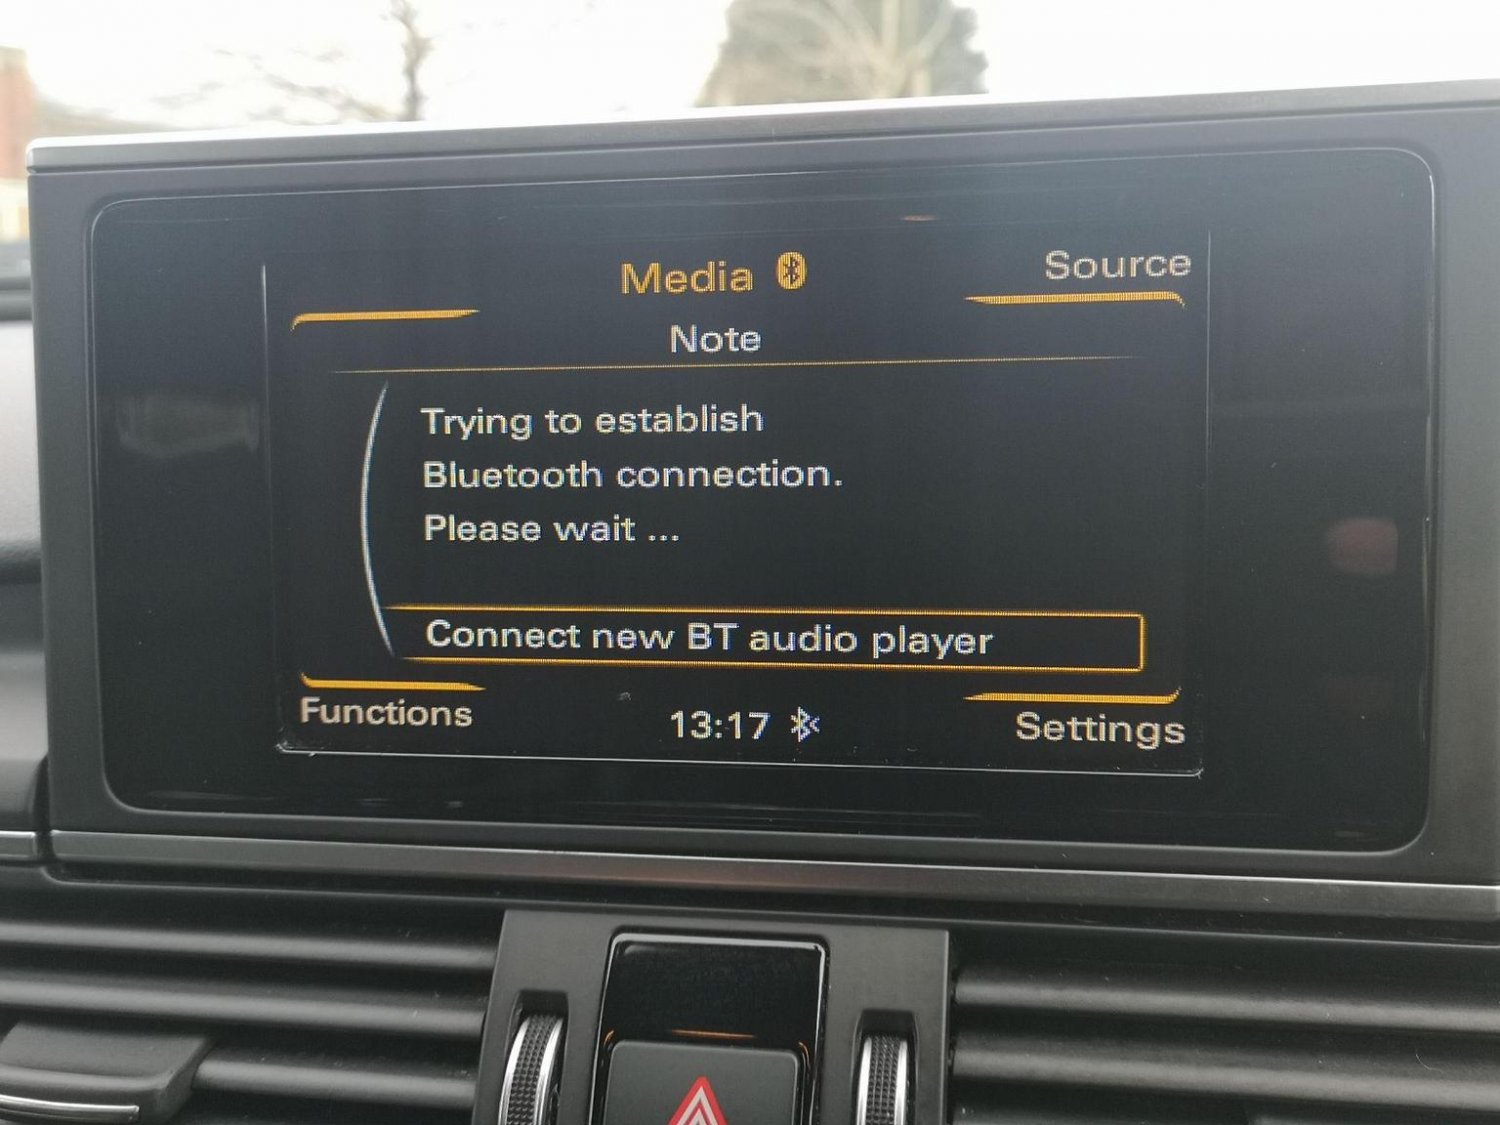 Media
Source
Note
Trying to establish
Bluetooth connection.
Please wait ...
Connect new BT audio player
Functions
13:17
Settings